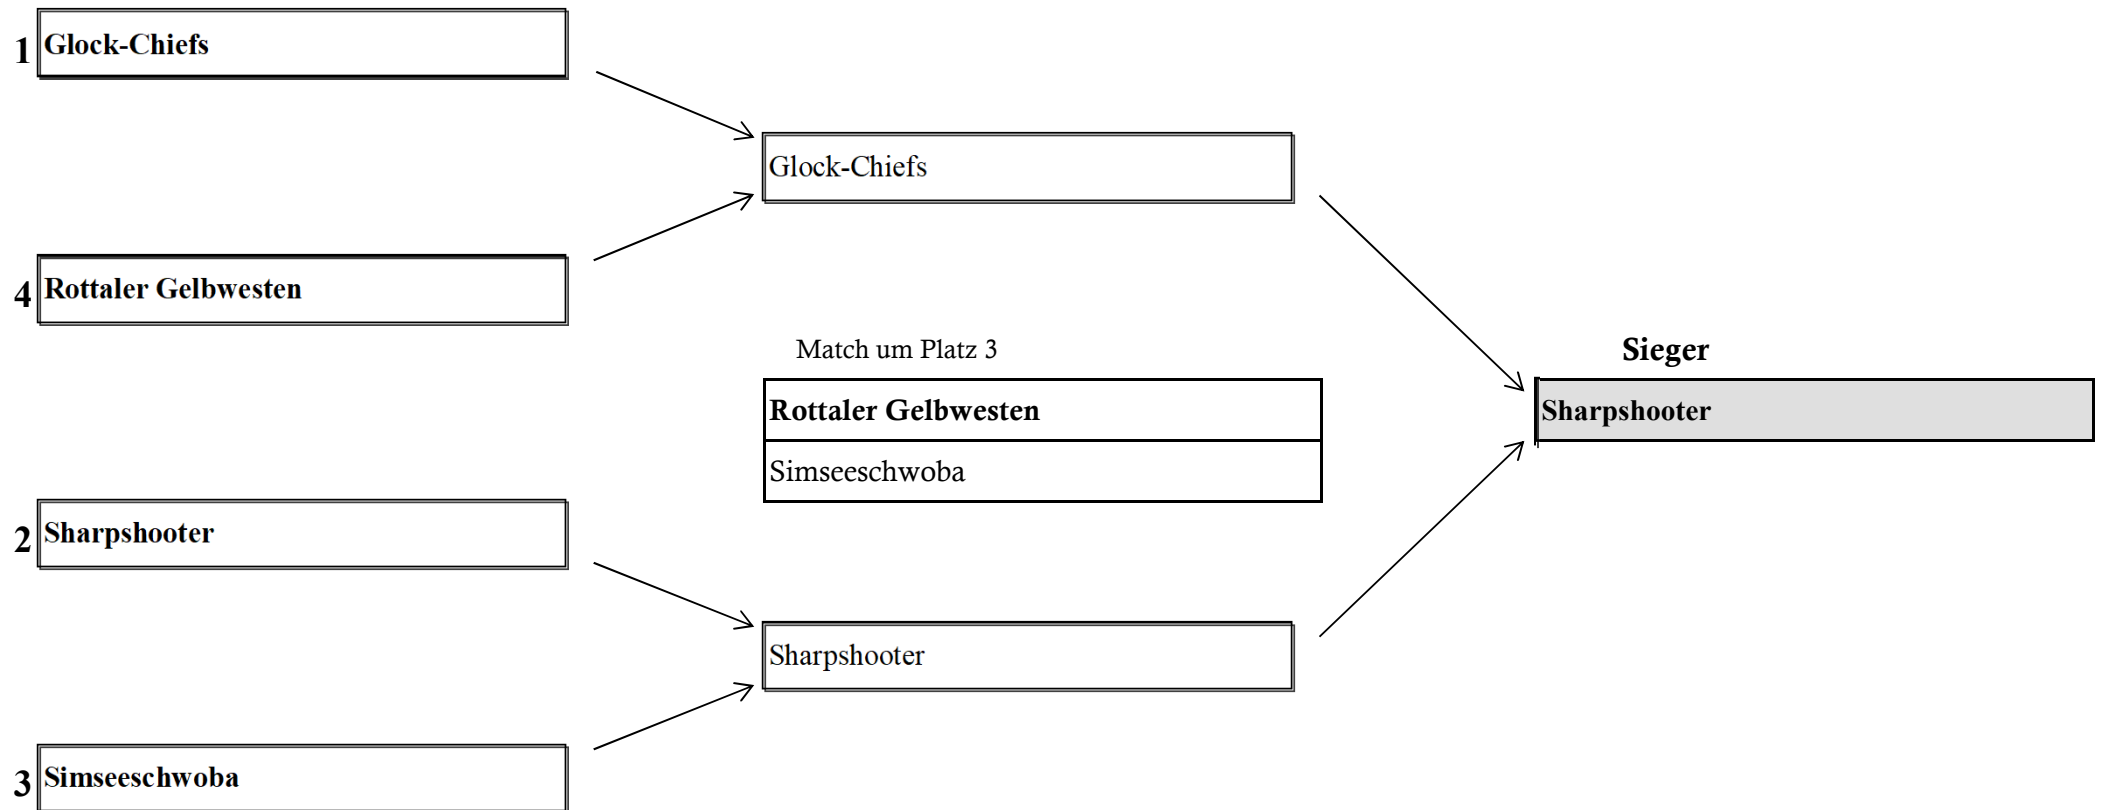 1 Glock-Chiefs
Glock-Chiefs
4 Rottaler Gelbwesten
Match um Platz 3
Sieger
Rottaler Gelbwesten
Sharpshooter
Simseeschwoba
2 Sharpshooter
Sharpshooter
3 Simseeschwoba